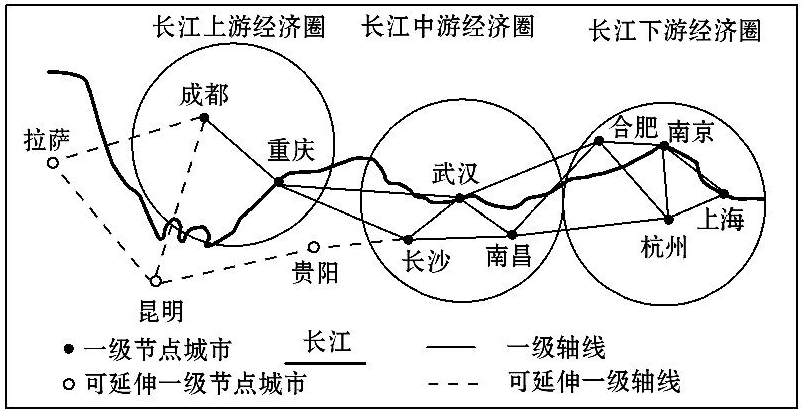 长江上游经济圈
长江中游经济圈
长江下游经济圈
成都
合肥
南京
拉萨
重庆
武汉
上海
杭州
贵阳
长沙
南昌
昆明
一级节点城市
长江
一级轴线
可延伸一级节点城市
可延伸一级轴线